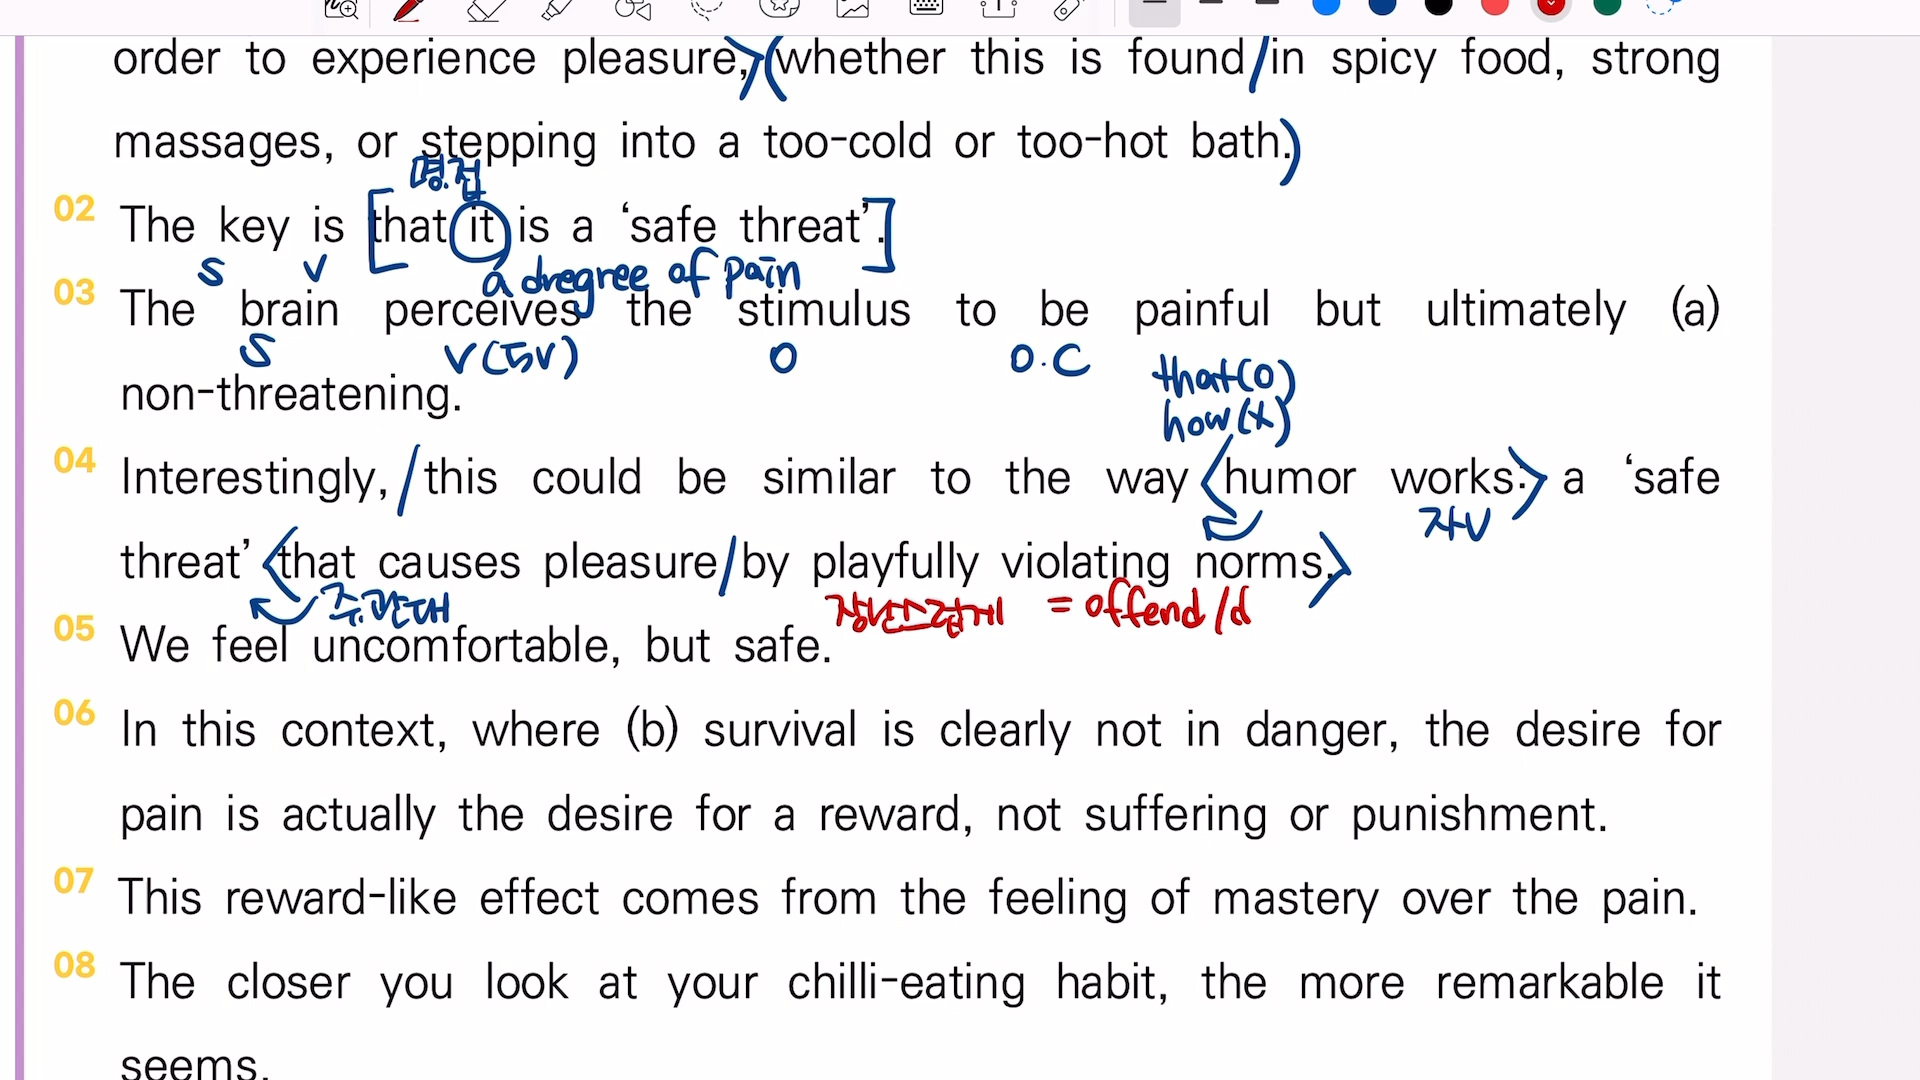 order to experience pleasure, (whether this is found / in spicy food, strong
massages, or stepping into a too-cold or too-hot bath.)
명.접
02 The key is [that it is a ‘safe threat’.]
S V a dregree of pain
03 The brain perceives the stimulus to be painful but ultimately (a)
S V(5V) O O.C that(O)
non-threatening.
how(X)
04 Interestingly, / this could be similar to the way <humor works:> a ‘safe
자V
threat’ <that causes pleasure / by playfully violating norms.>
주.관.대 장난스럽게 = offend / d
05 We feel uncomfortable, but safe.
06 In this context, where (b) survival is clearly not in danger, the desire for
pain is actually the desire for a reward, not suffering or punishment.
07 This reward-like effect comes from the feeling of mastery over the pain.
08 The closer you look at your chilli-eating habit, the more remarkable it
seems.